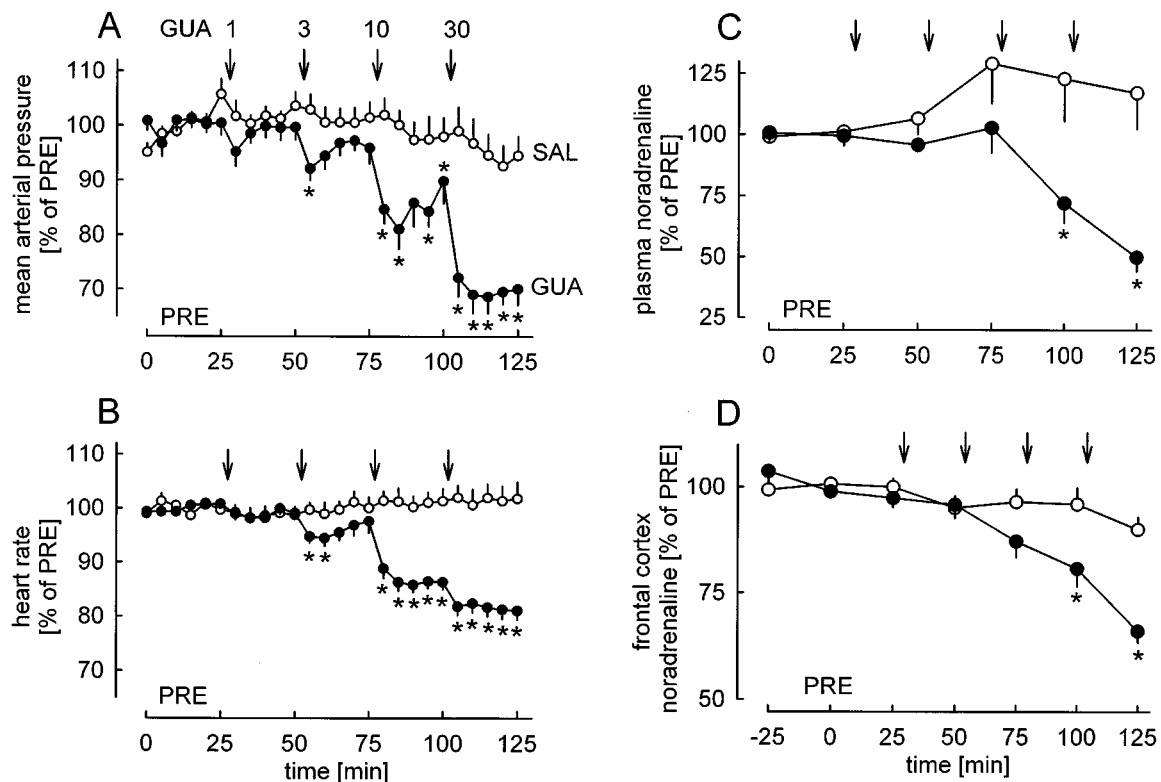 A
GUA 1 3 10 30
mean arterial pressure
[% of PRE]
110
100
90
80
70
SAL
GUA
* * * * * * * * * *
PRE
0 25 50 75 100 125
B
heart rate
[% of PRE]
110
100
90
80
70
* * * * * * * * * * * *
PRE
0 25 50 75 100 125
time [min]
C
plasma noradrenaline
[% of PRE]
125
100
75
50
25
* *
PRE
0 25 50 75 100 125
D
frontal cortex
noradrenaline [% of PRE]
100
75
50
* *
PRE
-25 0 25 50 75 100 125
time [min]